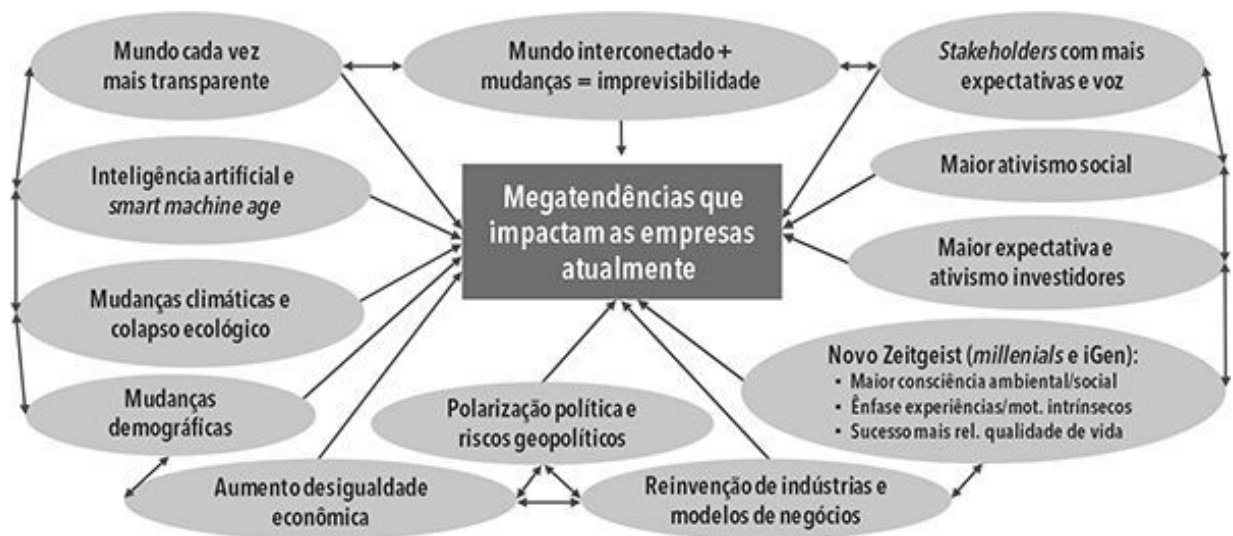 Mundo cada vez
mais transparente
Mundo interconectado +
mudanças = imprevisibilidade
Stakeholders com mais
expectativas e voz
Inteligência artificial e
smart machine age
Megatendências que
impactam as empresas
atualmente
Maior ativismo social
Maior expectativa e
ativismo investidores
Mudanças climáticas e
colapso ecológico
Novo Zeitgeist (millenials e iGen):
▪ Maior consciência ambiental/social
▪ Ênfase experiências/mot. intrínsecos
▪ Sucesso mais rel. qualidade de vida
Mudanças
demográficas
Polarização política e
riscos geopolíticos
Aumento desigualdade
econômica
Reinvenção de indústrias e
modelos de negócios